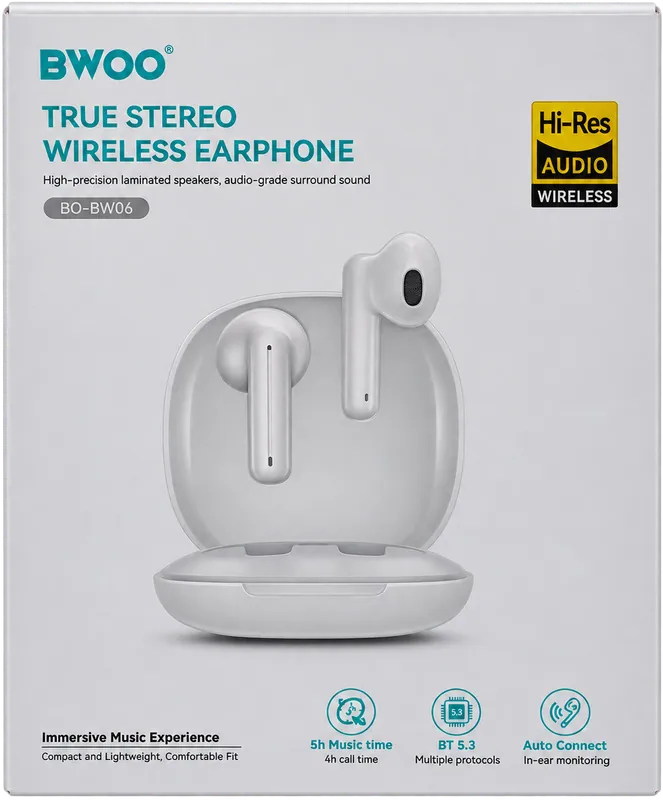 BWOO®
TRUE STEREO
WIRELESS EARPHONE
High-precision laminated speakers, audio-grade surround sound
BO-BW06
Hi-Res
AUDIO
WIRELESS
Immersive Music Experience
Compact and Lightweight, Comfortable Fit
5h
5h Music time
4h call time
5.3
BT 5.3
Multiple protocols
Auto Connect
In-ear monitoring